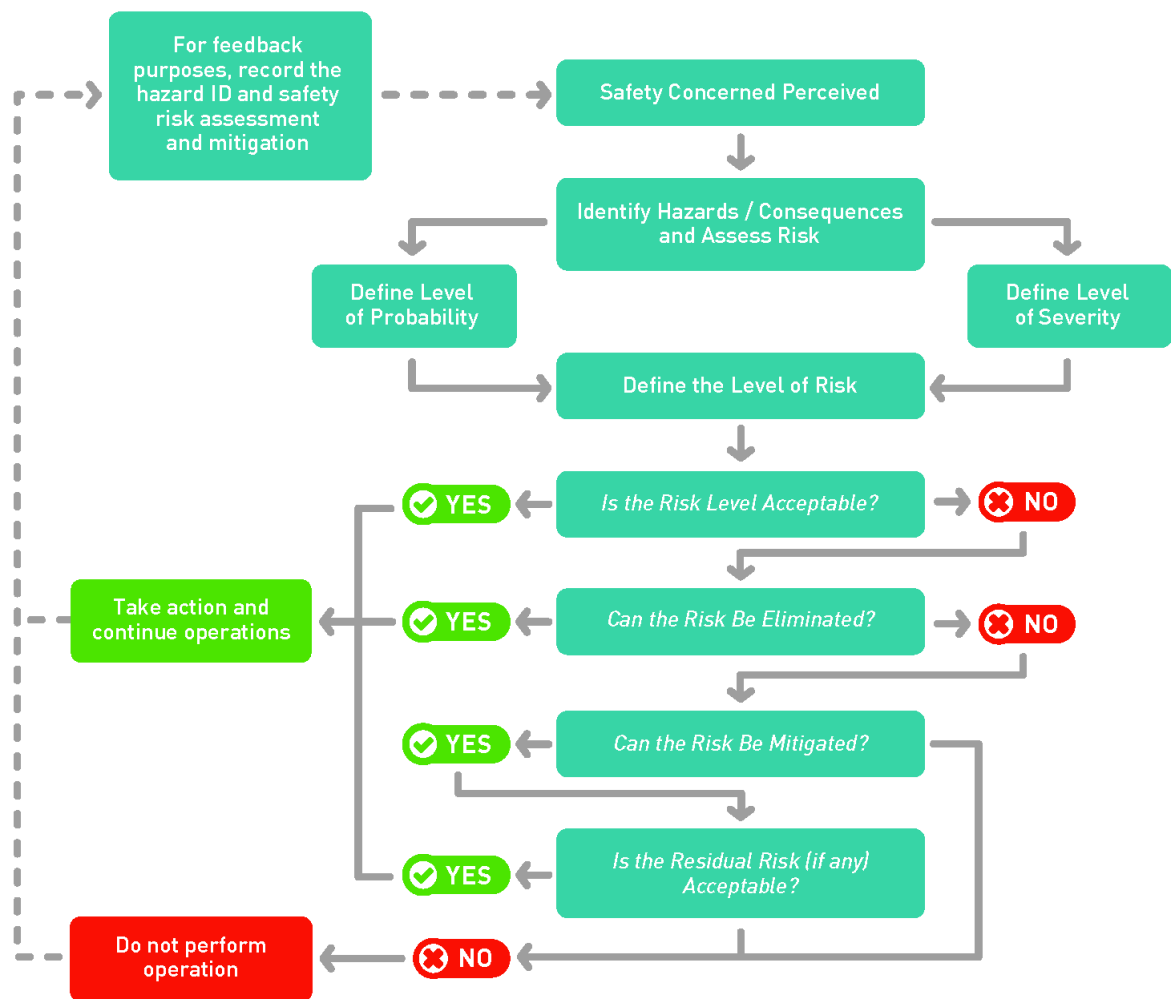 For feedback
purposes, record the
hazard ID and safety
risk assessment
and mitigation
Safety Concerned Perceived
Identify Hazards / Consequences
and Assess Risk
Define Level
of Probability
Define Level
of Severity
Define the Level of Risk
YES
Is the Risk Level Acceptable?
NO
Take action and
continue operations
YES
Can the Risk Be Eliminated?
NO
YES
Can the Risk Be Mitigated?
YES
Is the Residual Risk (if any)
Acceptable?
Do not perform
operation
NO